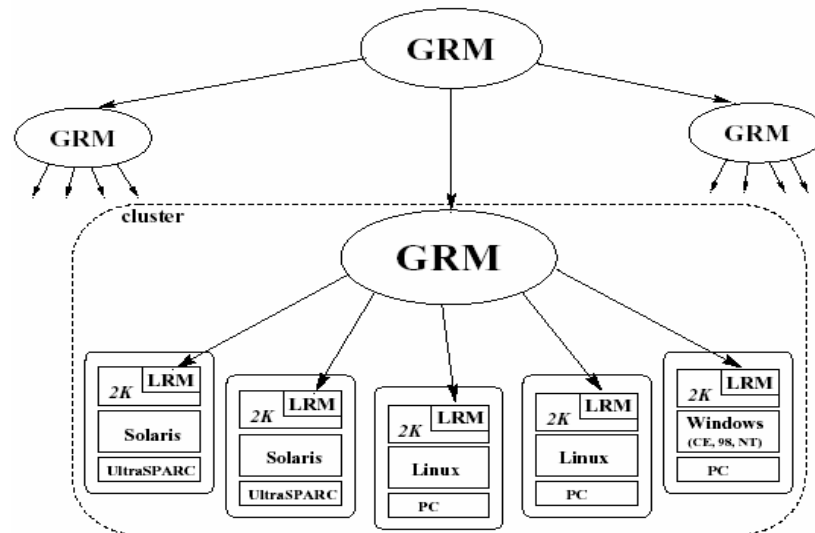 GRM
GRM
GRM
cluster
GRM
2K LRM
Solaris
UltraSPARC
2K LRM
Solaris
UltraSPARC
2K LRM
Linux
PC
2K LRM
Linux
PC
2K LRM
Windows
(CE, 98, NT)
PC